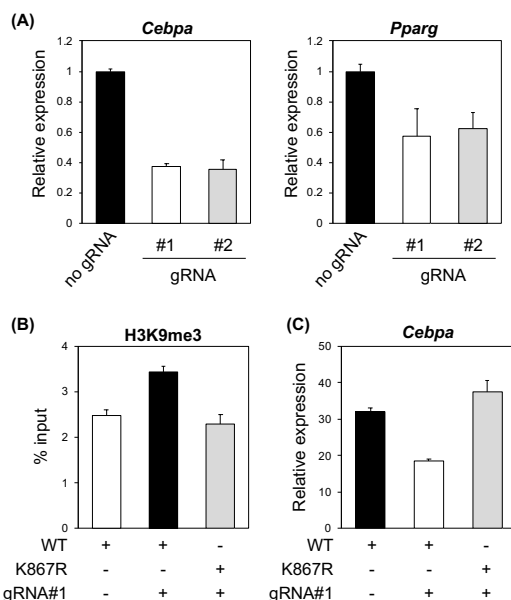 (A)
Cebpa
Relative expression
1.2
1
0.8
0.6
0.4
0.2
0
no gRNA
#1 #2
gRNA
Pparg
Relative expression
1.2
1
0.8
0.6
0.4
0.2
0
no gRNA
#1 #2
gRNA
(B)
H3K9me3
% input
4
3
2
1
0
WT + + -
K867R - - +
gRNA#1 - + +
(C)
Cebpa
Relative expression
50
40
30
20
10
0
WT + + -
K867R - - +
gRNA#1 - + +